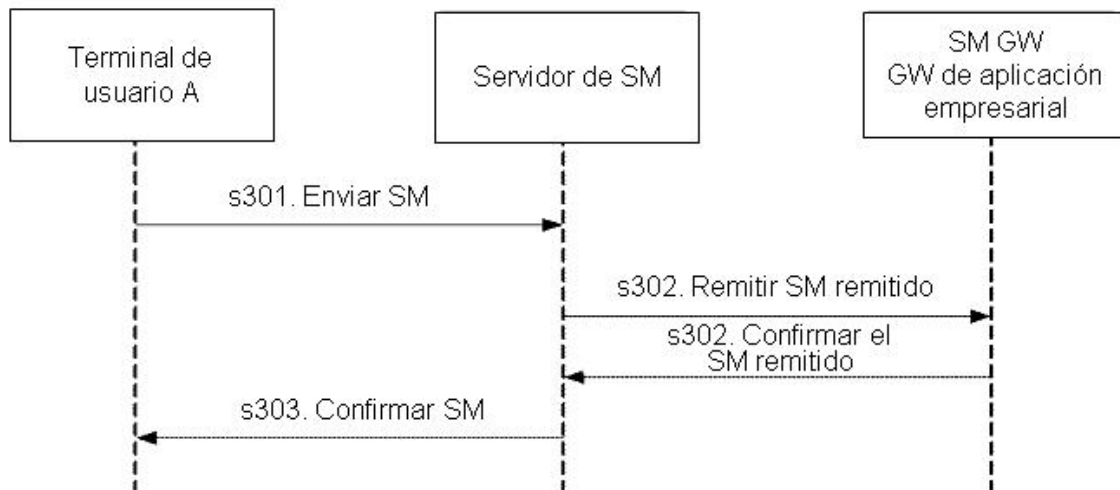 Terminal de
usuario A
Servidor de SM
SM GW
GW de aplicación
empresarial
s301. Enviar SM
s302. Remitir SM remitido
s302. Confirmar el
SM remitido
s303. Confirmar SM